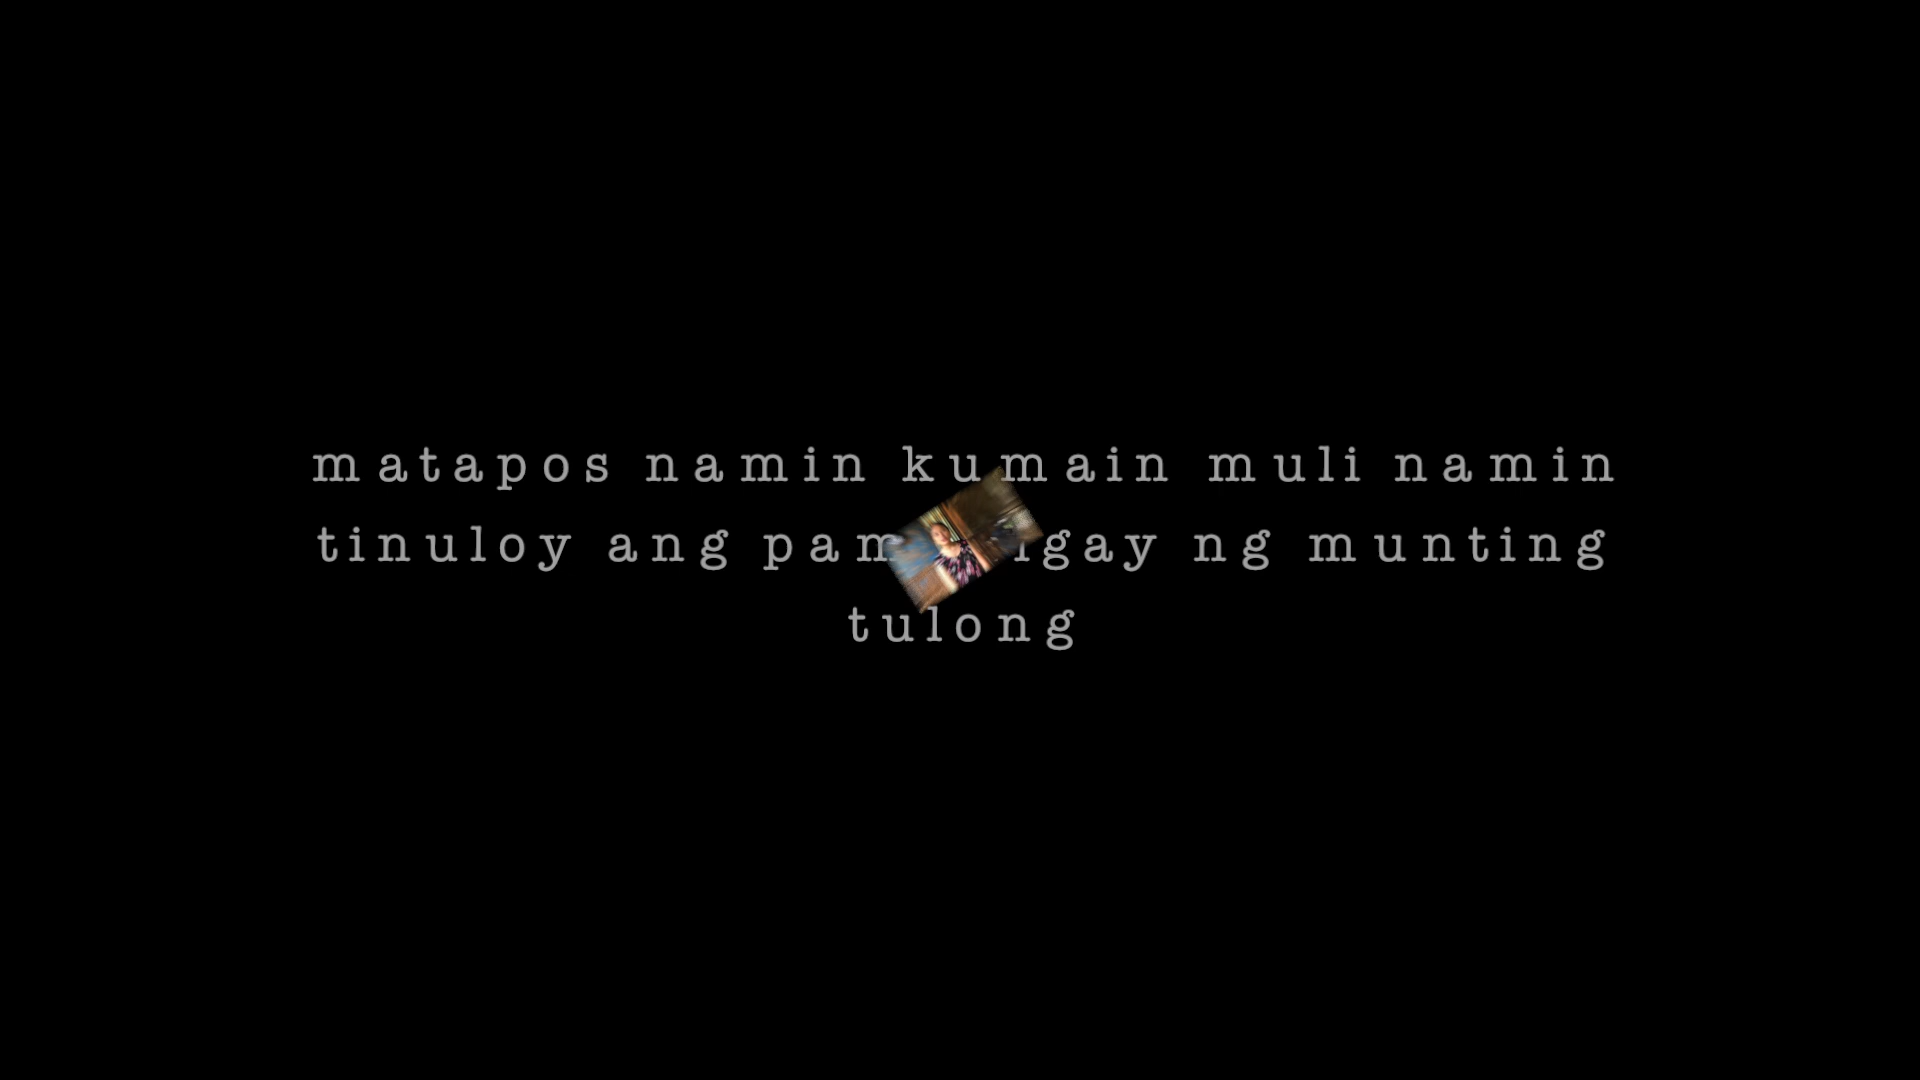 matapos namin kumain muli namin
tinuloy ang ng munting
tulong